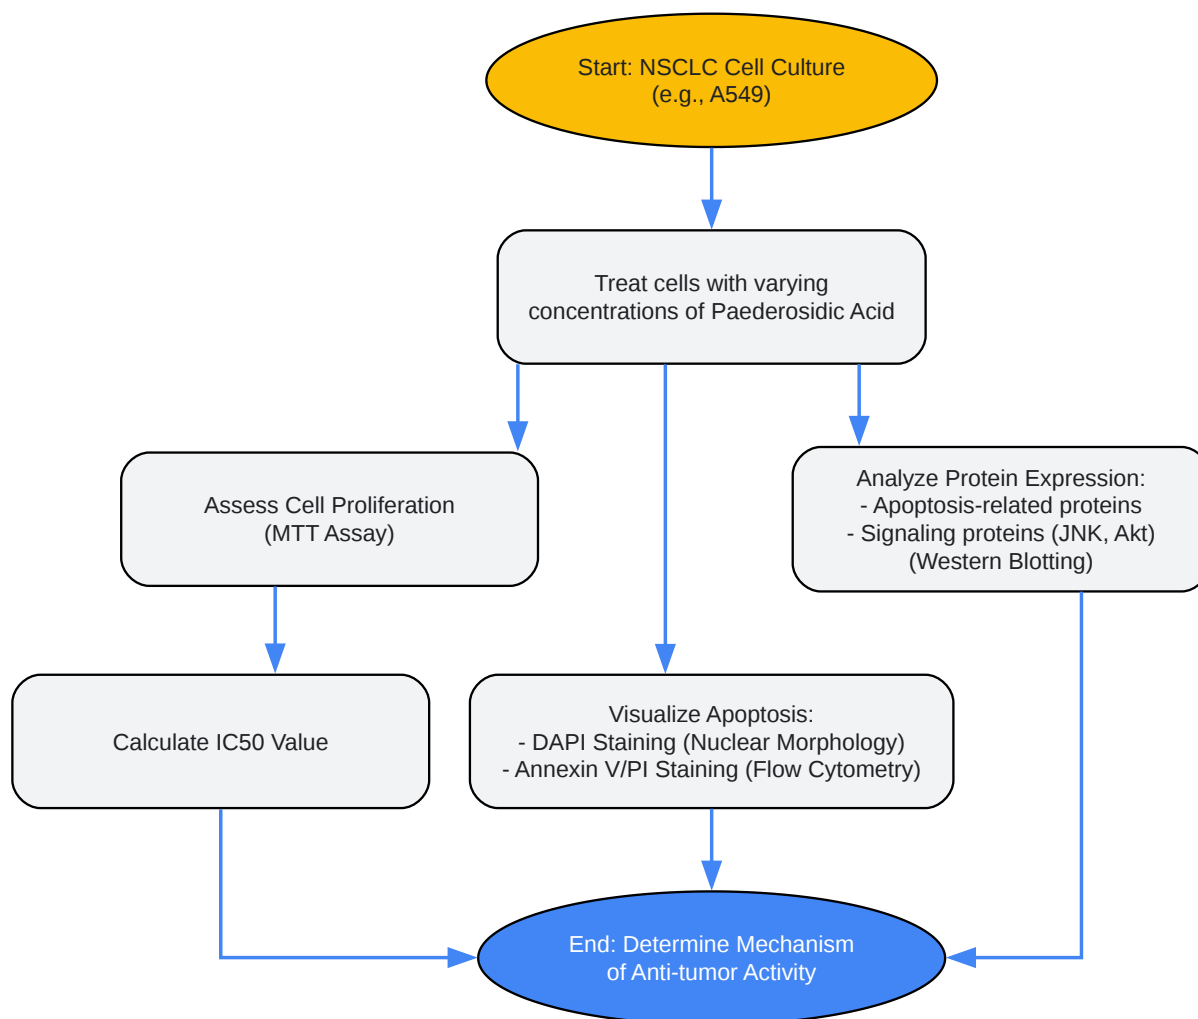 Start: NSCLC Cell Culture
(e.g., A549)
Treat cells with varying
concentrations of Paederosidic Acid
Assess Cell Proliferation
(MTT Assay)
Analyze Protein Expression:
- Apoptosis-related proteins
- Signaling proteins (JNK, Akt)
(Western Blotting)
Calculate IC50 Value
Visualize Apoptosis:
- DAPI Staining (Nuclear Morphology)
- Annexin V/PI Staining (Flow Cytometry)
End: Determine Mechanism
of Anti-tumor Activity